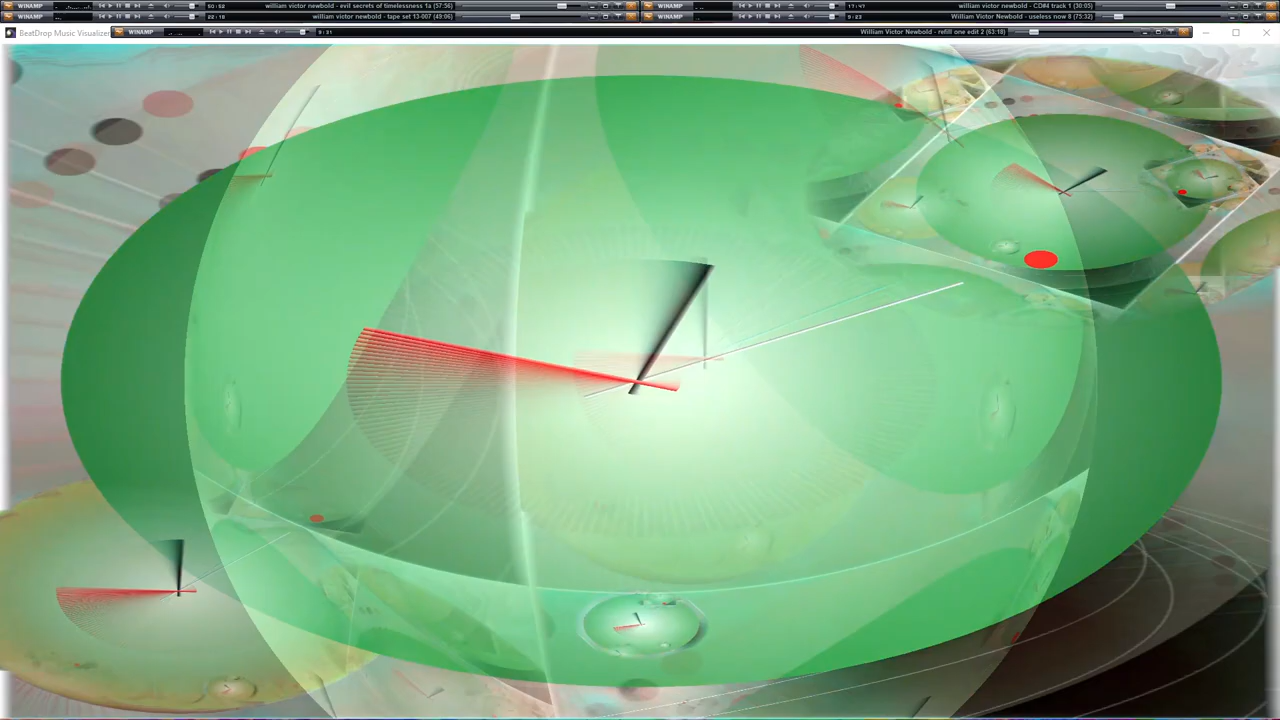 WINAMP 50:52 william victor newbold - evil secrets of timelessness 1a (57:56) WINAMP 17:47 william victor newbold - CD#4 track 1 (30:05)
WINAMP 22:18 william victor newbold - tape set 13-007 (49:06) WINAMP 9:23 William Victor Newbold - useless now 8 (75:32)
BeatDrop Music Visualizer WINAMP 9:31 William Victor Newbold - refill one edit 2 (63:18)